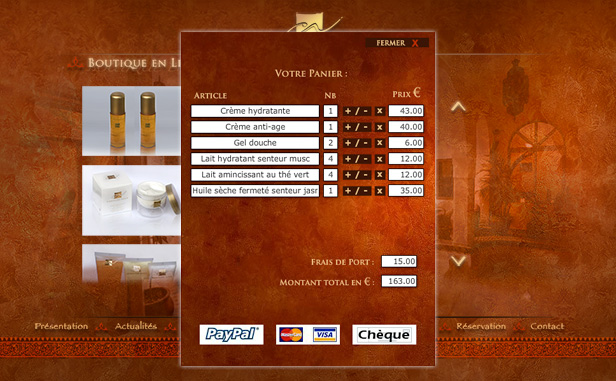 FERMER X
BOUTIQUE EN LI
VOTRE PANIER :
ARTICLE NB PRIX €
Crème hydratante 1 + / - x 43.00
Crème anti-age 1 + / - x 40.00
Gel douche 2 + / - x 6.00
Lait hydratant senteur musc 4 + / - x 12.00
Lait amincissant au thé vert 4 + / - x 12.00
Huile sèche fermeté senteur jasr 1 + / - x 35.00
FRAIS DE PORT : 15.00
MONTANT TOTAL EN € : 163.00
PayPal MasterCard VISA Chèque
Présentation Actualités Réservation Contact